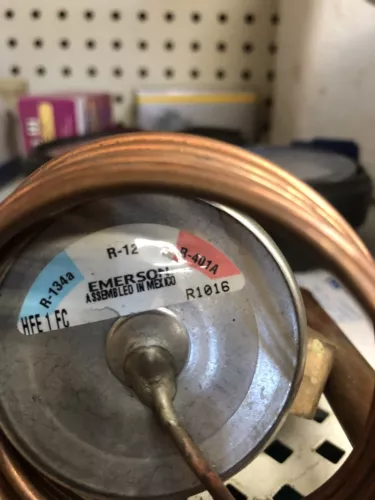 R-134a R-12 R-401A
EMERSON
ASSEMBLED IN MEXICO
HFE 1 FC R1016